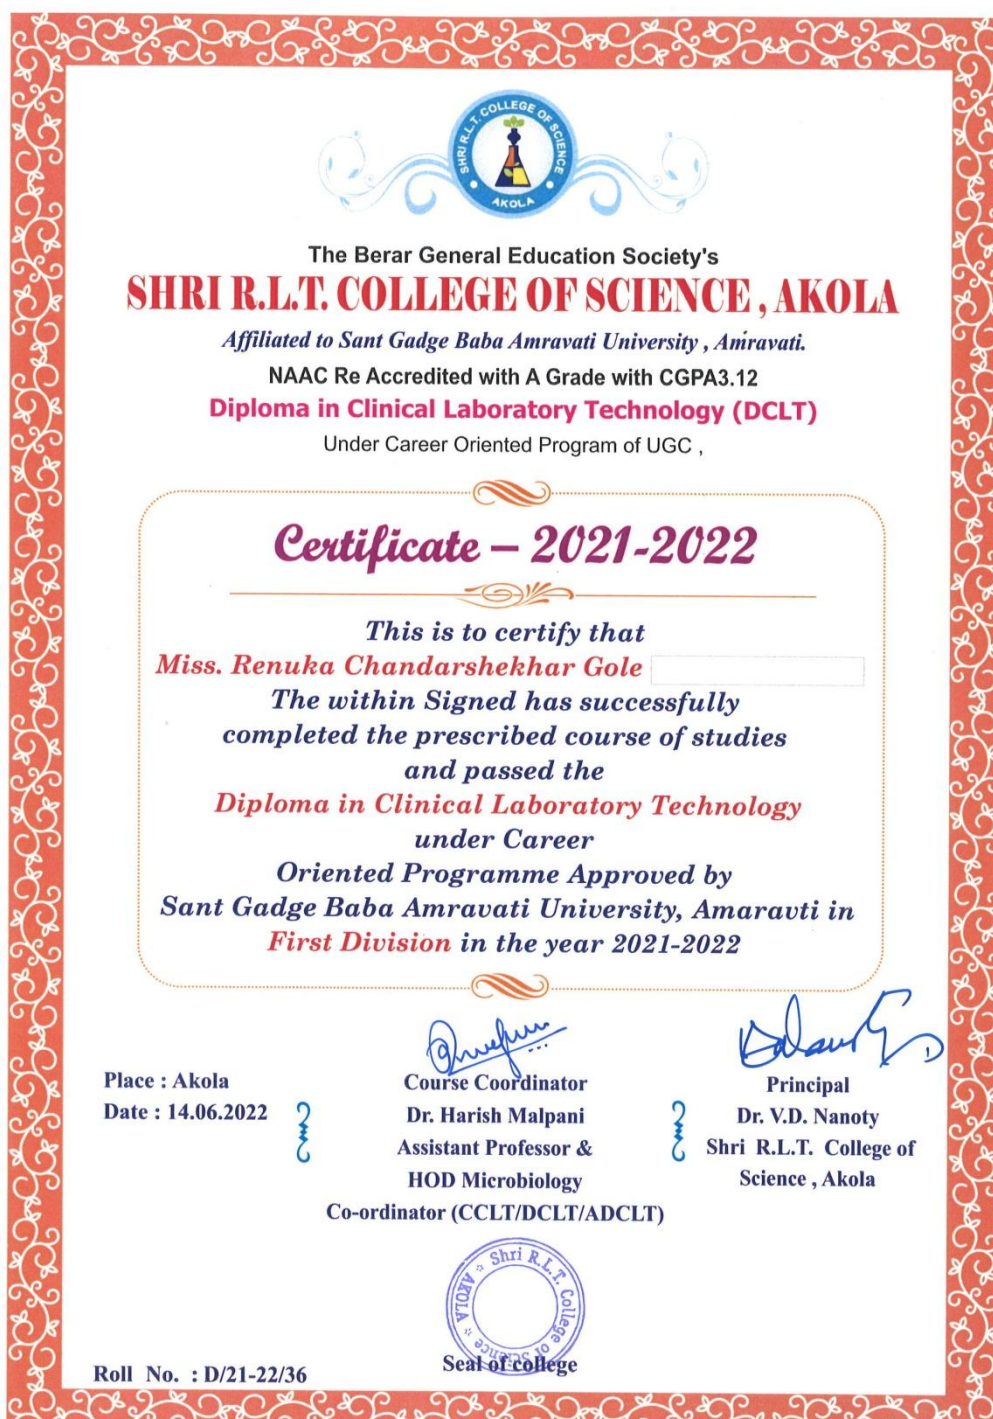 SHRI R.L.T. COLLEGE OF SCIENCE
AKOLA
The Berar General Education Society's
SHRI R.L.T. COLLEGE OF SCIENCE , AKOLA
Affiliated to Sant Gadge Baba Amravati University , Amravati.
NAAC Re Accredited with A Grade with CGPA3.12
Diploma in Clinical Laboratory Technology (DCLT)
Under Career Oriented Program of UGC ,
Certificate – 2021-2022
This is to certify that
Miss. Renuka Chandarshekhar Gole
The within Signed has successfully
completed the prescribed course of studies
and passed the
Diploma in Clinical Laboratory Technology
under Career
Oriented Programme Approved by
Sant Gadge Baba Amravati University, Amaravti in
First Division in the year 2021-2022
Place : Akola
Date : 14.06.2022
Course Coordinator
Dr. Harish Malpani
Assistant Professor &
HOD Microbiology
Co-ordinator (CCLT/DCLT/ADCLT)
Principal
Dr. V.D. Nanoty
Shri R.L.T. College of
Science , Akola
Shri R.L.T. College of Science
AKOLA
Seal of college
Roll No. : D/21-22/36